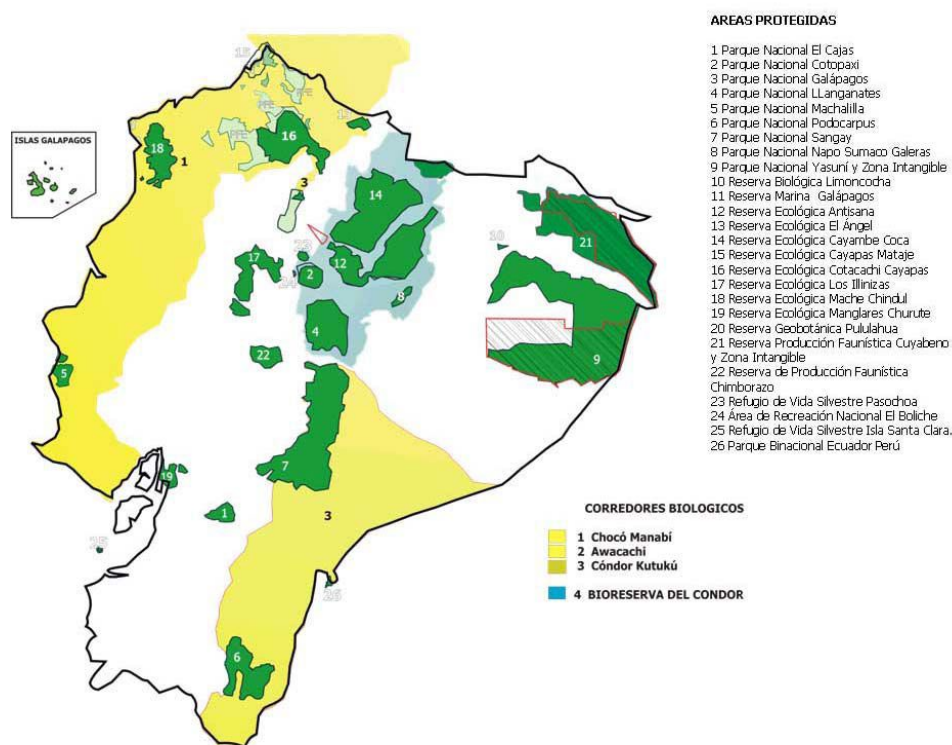 AREAS PROTEGIDAS
1 Parque Nacional El Cajas
2 Parque Nacional Cotopaxi
3 Parque Nacional Galápagos
4 Parque Nacional LLanganates
5 Parque Nacional Machalilla
6 Parque Nacional Podocarpus
7 Parque Nacional Sangay
8 Parque Nacional Napo Sumaco Galeras
9 Parque Nacional Yasuní y Zona Intangible
10 Reserva Biológica Limoncocha
11 Reserva Marina Galápagos
12 Reserva Ecológica Antisana
13 Reserva Ecológica El Ángel
14 Reserva Ecológica Cayambe Coca
15 Reserva Ecológica Cayapas Mataje
16 Reserva Ecológica Cotacachi Cayapas
17 Reserva Ecológica Los Illinizas
18 Reserva Ecológica Mache Chindul
19 Reserva Ecológica Manglares Churute
20 Reserva Geobotánica Pululahua
21 Reserva Producción Faunística Cuyabeno
y Zona Intangible
22 Reserva de Producción Faunística
Chimborazo
23 Refugio de Vida Silvestre Pasochoa
24 Área de Recreación Nacional El Boliche
25 Refugio de Vida Silvestre Isla Santa Clara.
26 Parque Binacional Ecuador Perú
ISLAS GALAPAGOS
15
PFE
PFE
16
18
1
3
14
10
21
17
23
24
2
12
8
4
22
9
5
7
19
1
3
25
26
6
CORREDORES BIOLOGICOS
1 Chocó Manabí
2 Awacachi
3 Cóndor Kutukú
4 BIORESERVA DEL CONDOR